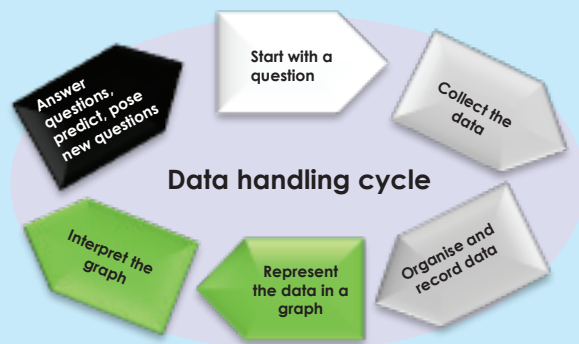 Data handling cycle
Start with a
question
Collect the
data
Organise and
record data
Represent
the data in a
graph
Interpret the
graph
Answer
questions,
predict, pose
new questions